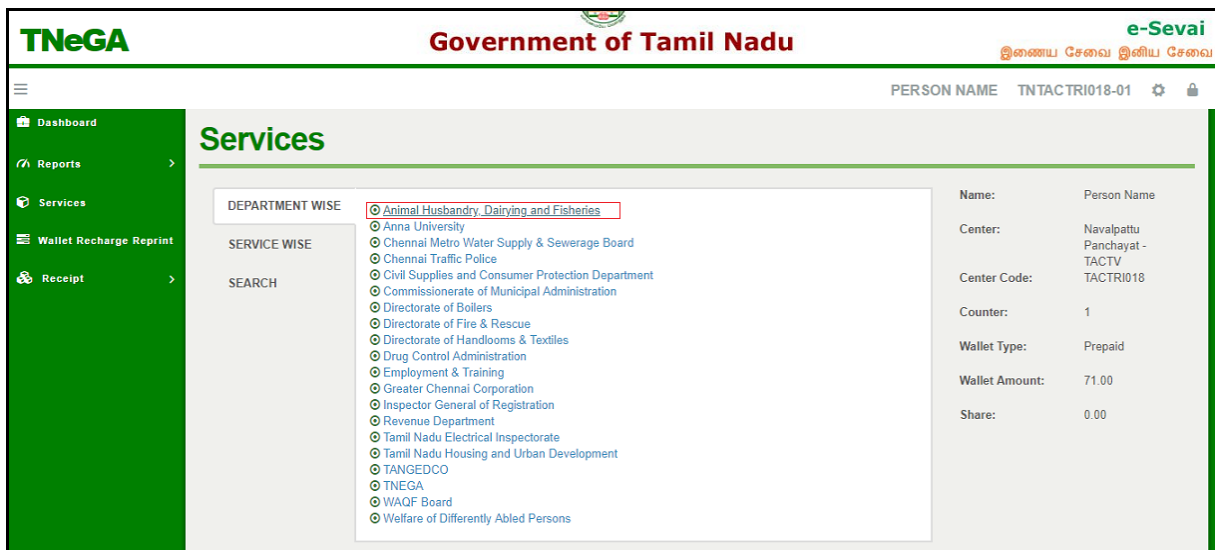 TNeGA
Government of Tamil Nadu
e-Sevai
இணைய சேவை இனிய சேவை
PERSON NAME TNTACTRI018-01
Dashboard
Reports
Services
Wallet Recharge Reprint
Receipt
Services
DEPARTMENT WISE
SERVICE WISE
SEARCH
Animal Husbandry, Dairying and Fisheries
Anna University
Chennai Metro Water Supply & Sewerage Board
Chennai Traffic Police
Civil Supplies and Consumer Protection Department
Commissionerate of Municipal Administration
Directorate of Boilers
Directorate of Fire & Rescue
Directorate of Handlooms & Textiles
Drug Control Administration
Employment & Training
Greater Chennai Corporation
Inspector General of Registration
Revenue Department
Tamil Nadu Electrical Inspectorate
Tamil Nadu Housing and Urban Development
TANGEDCO
TNEGA
WAQF Board
Welfare of Differently Abled Persons
Name: Person Name
Center: Navalpattu
Panchayat -
TACTV
Center Code: TACTRI018
Counter: 1
Wallet Type: Prepaid
Wallet Amount: 71.00
Share: 0.00